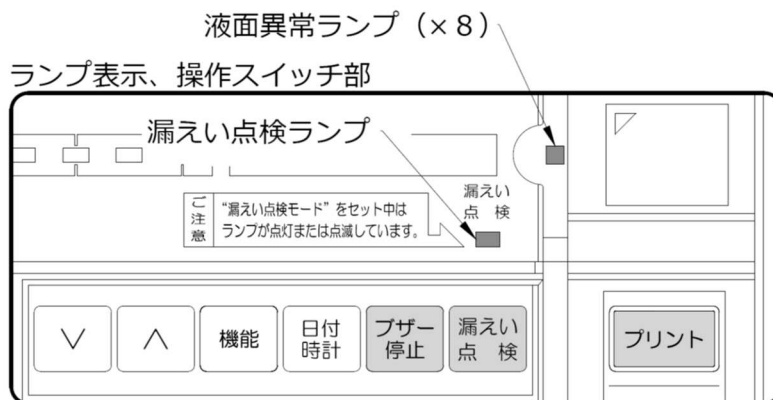 液面異常ランプ（×８）
ランプ表示、操作スイッチ部
漏えい点検ランプ
漏えい
点　検
ご注意
“漏えい点検モード”をセット中は
ランプが点灯または点滅しています。
∨
∧
機能
日付
時計
ブザー
停止
漏えい
点　検
プリント